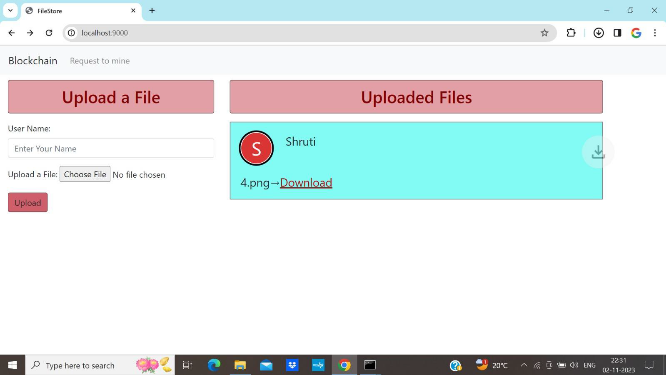 FileStore
localhost:9000
Blockchain Request to mine
Upload a File
Uploaded Files
User Name:
Enter Your Name
Upload a File: Choose File No file chosen
Upload
S
Shruti
4.png→Download
Type here to search
20°C
ENG
22:31
02-11-2023